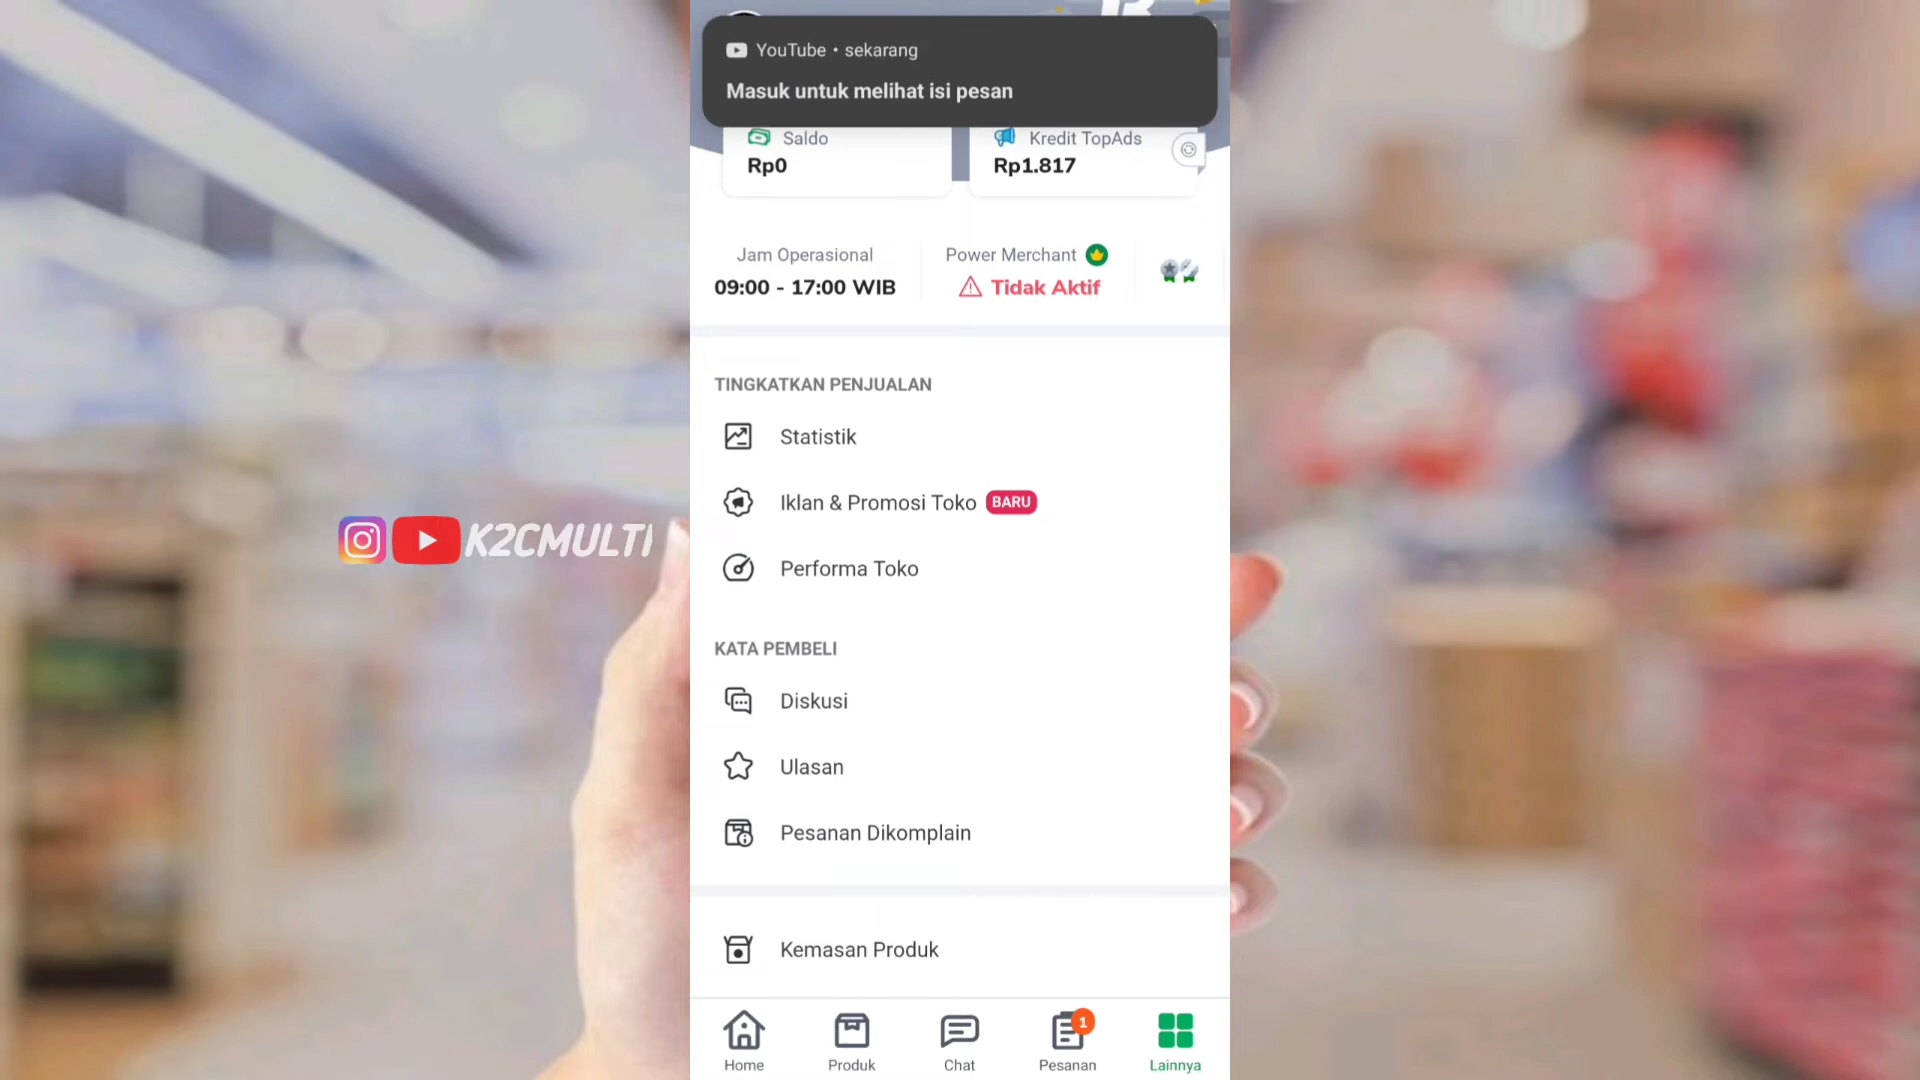 YouTube • sekarang
Masuk untuk melihat isi pesan
Saldo
Rp0
Kredit TopAds
Rp1.817
Jam Operasional
09:00 - 17:00 WIB
Power Merchant
Tidak Aktif
TINGKATKAN PENJUALAN
Statistik
Iklan & Promosi Toko BARU
Performa Toko
K2CMULTI
KATA PEMBELI
Diskusi
Ulasan
Pesanan Dikomplain
Kemasan Produk
1
Home
Produk
Chat
Pesanan
Lainnya